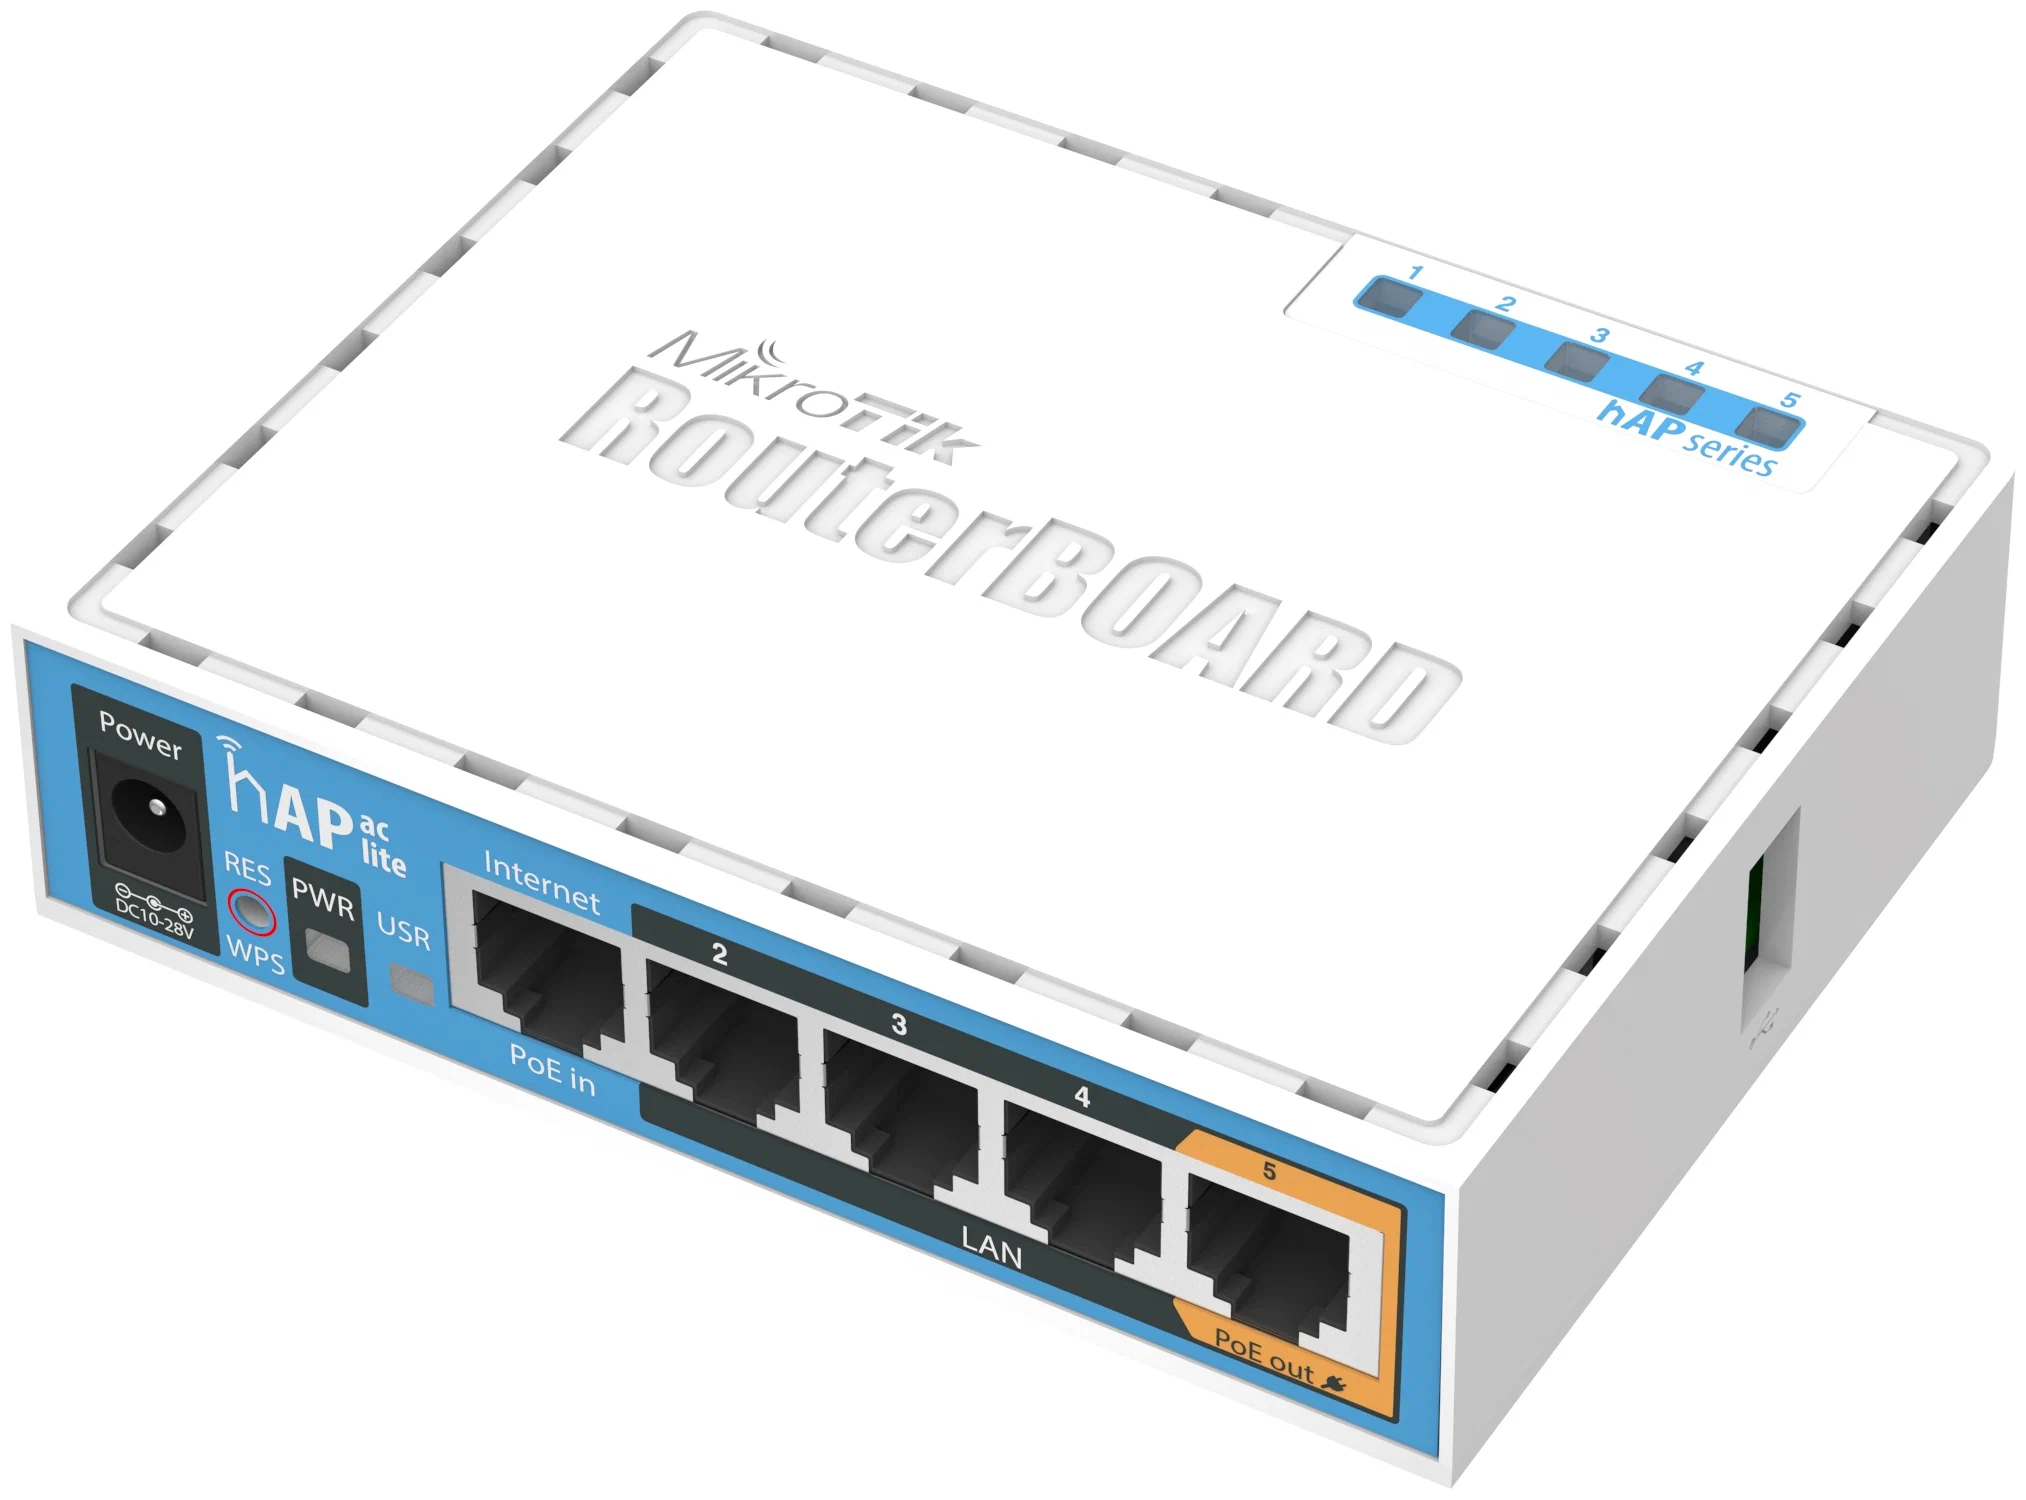 1 2 3 4 5
hAP series
MikroTik
RouterBOARD
Power
DC10-28V
hAP ac
lite
RES
WPS
PWR
USR
Internet
PoE in
2
3
4
5
LAN
PoE out